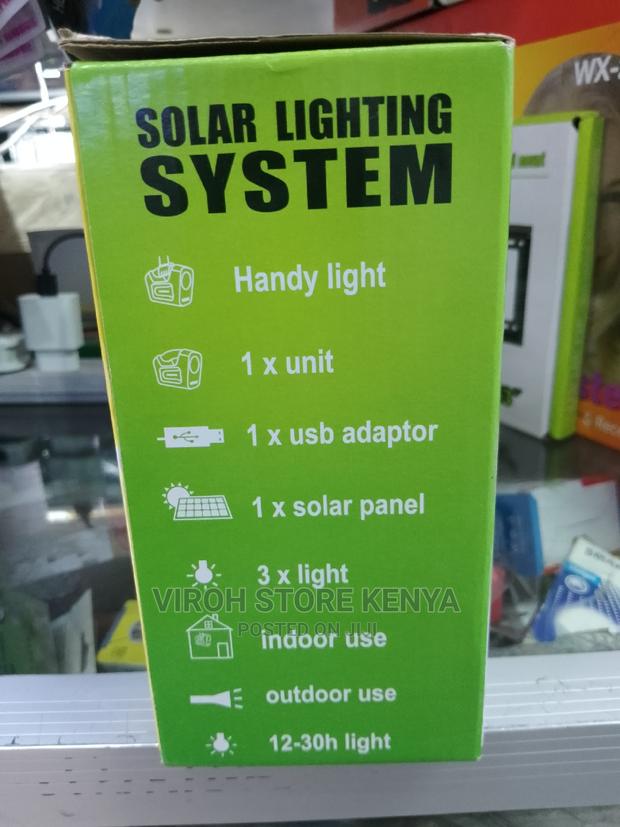 SOLAR LIGHTING
SYSTEM
Handy light
1 x unit
1 x usb adaptor
1 x solar panel
3 x light
VIROH STORE KENYA
POSTED ON JIJI
indoor use
outdoor use
12-30h light
WX-